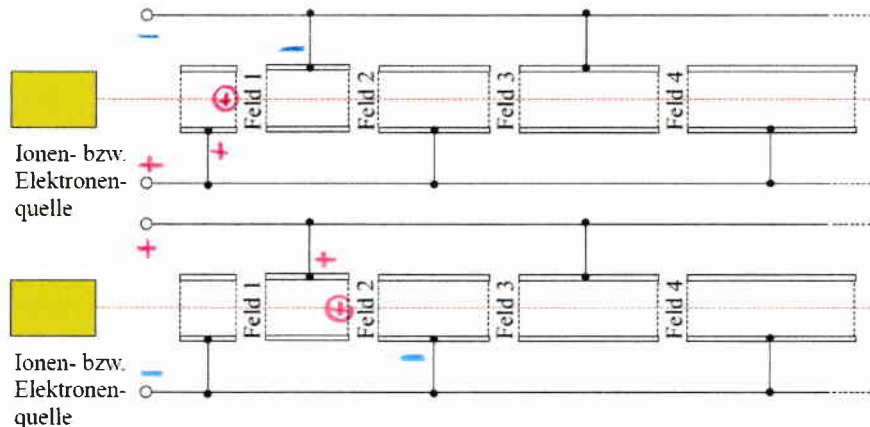 −
−
Feld 1
Feld 2
Feld 3
Feld 4
+
+
Ionen- bzw.
Elektronen-
quelle
+
+
+
Feld 1
Feld 2
Feld 3
Feld 4
+
−
Ionen- bzw.
Elektronen-
quelle
−